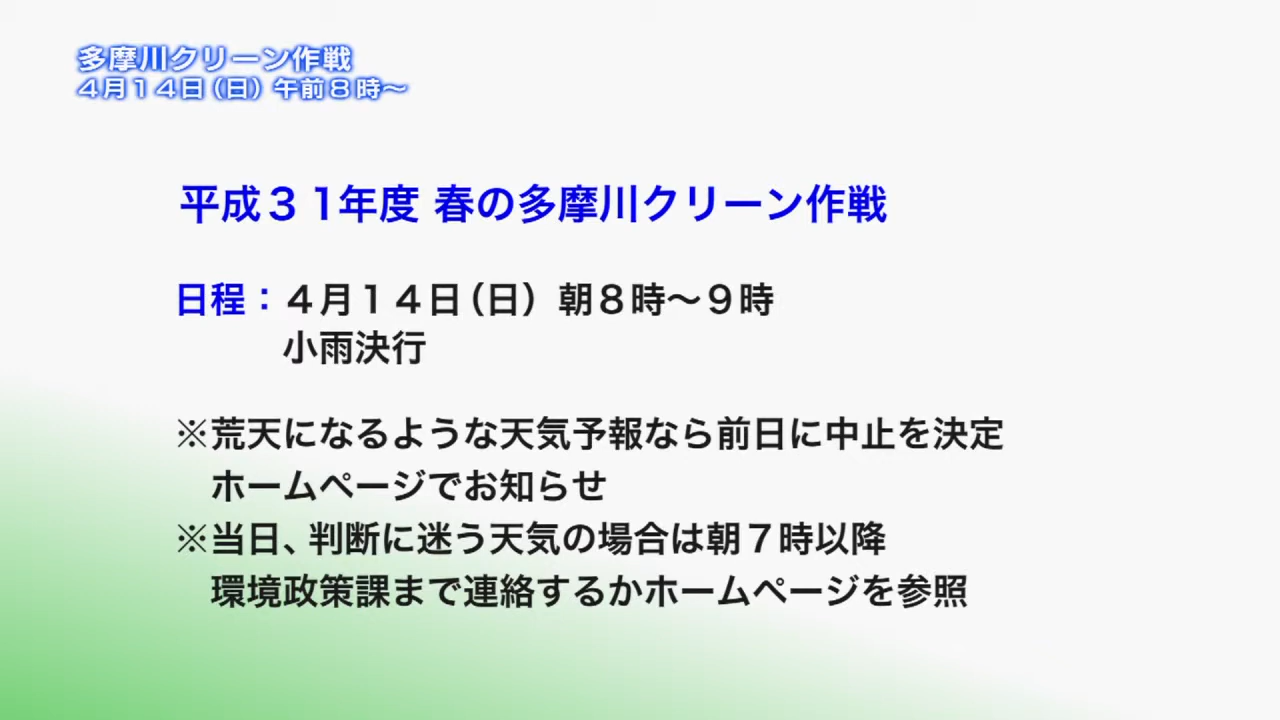 多摩川クリーン作戦
４月１４日（日）午前８時〜
平成３１年度 春の多摩川クリーン作戦
日程：４月１４日（日）朝８時〜９時
小雨決行
※荒天になるような天気予報なら前日に中止を決定
ホームページでお知らせ
※当日、判断に迷う天気の場合は朝７時以降
環境政策課まで連絡するかホームページを参照